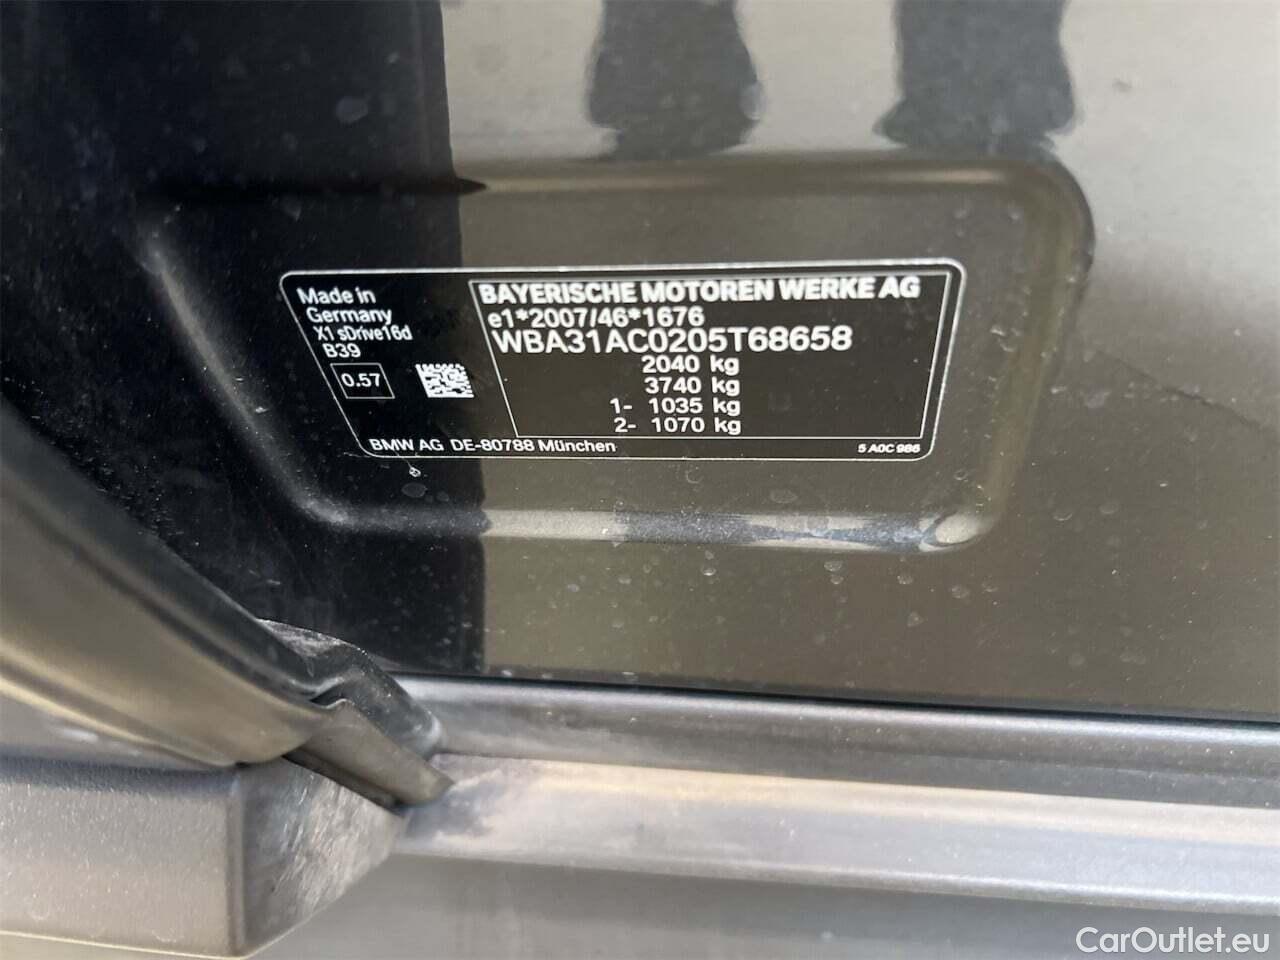 Made in
Germany
X1 sDrive16d
B39
0.57
BAYERISCHE MOTOREN WERKE AG
e1*2007/46*1676
WBA31AC0205T68658
2040 kg
3740 kg
1- 1035 kg
2- 1070 kg
BMW AG DE-80788 München
5 A0C 986
CarOutlet.eu